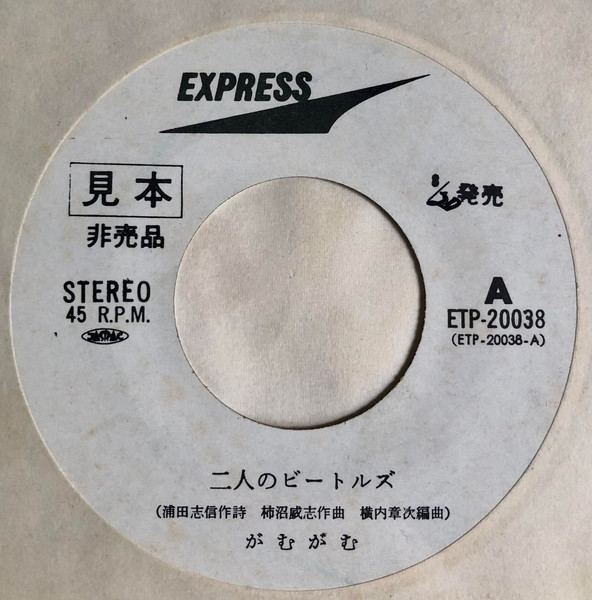 EXPRESS
見本
非売品
発売
STEREO
45 R.P.M.
JASRAC
A
ETP-20038
(ETP-20038-A)
二人のビートルズ
(浦田志信作詩 柿沼威志作曲 横内章次編曲)
がむがむ